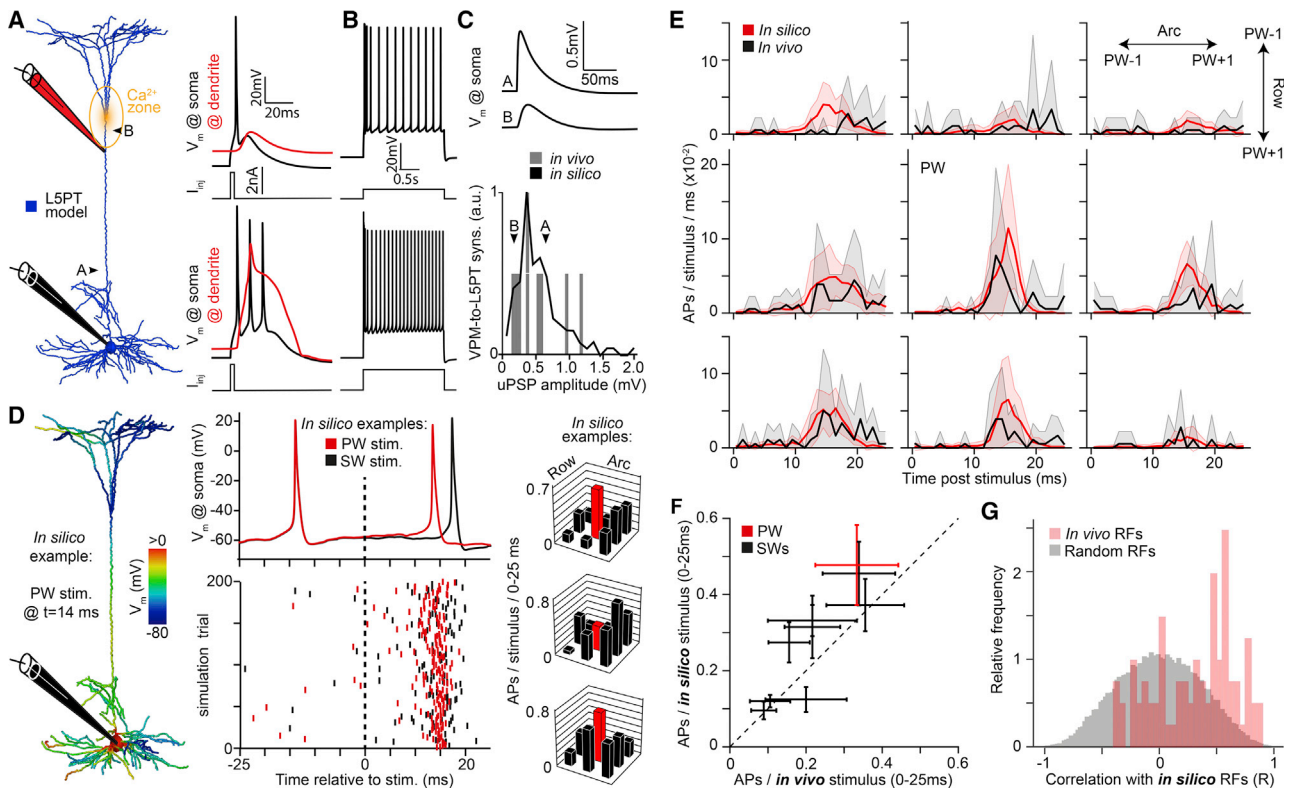 A
Ca2+
zone
B
L5PT
model
A
Vm @ soma
@ dendrite
20mV
20ms
Iinj
2nA
Vm @ soma
@ dendrite
Iinj
B
20mV
0.5s
C
Vm @ soma
A
B
0.5mV
50ms
in vivo
in silico
VPM-to-L5PT syns. (a.u.)
1
0
B
A
0 0.5 1.0 1.5 2.0
uPSP amplitude (mV)
D
In silico
example:
PW stim.
@ t=14 ms
>0
Vm (mV)
-80
Vm @ soma (mV)
20
0
-20
-40
-60
In silico examples:
PW stim.
SW stim.
simulation trial
200
100
0
-25 0 25
Time relative to stim. (ms)
In silico
examples:
Row
Arc
APs / stimulus / 0-25 ms
0.7
0
0.8
0
0.8
0
E
In silico
In vivo
Arc
PW-1
PW+1
PW-1
Row
PW+1
PW
APs / stimulus / ms (x10-2)
10
0
20
10
0
10
0
0 10 20
0 10 20
0 10 20
Time post stimulus (ms)
F
PW
SWs
APs / in silico stimulus (0-25ms)
0.6
0.4
0.2
0
0 0.2 0.4 0.6
APs / in vivo stimulus (0-25ms)
G
In vivo RFs
Random RFs
Relative frequency
2
1
0
-1 0 1
Correlation with in silico RFs (R)